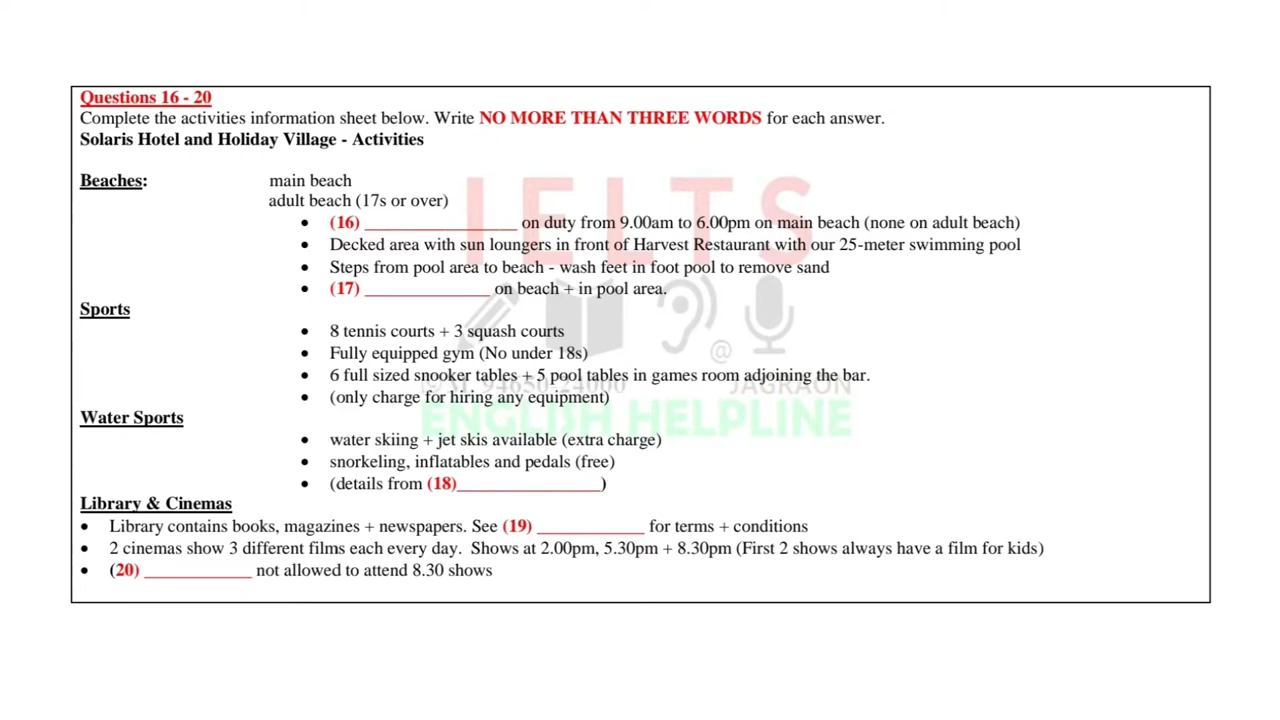 Questions 16 - 20
Complete the activities information sheet below. Write NO MORE THAN THREE WORDS for each answer.
Solaris Hotel and Holiday Village - Activities
Beaches: main beach
adult beach (17s or over)
• (16) _________________ on duty from 9.00am to 6.00pm on main beach (none on adult beach)
• Decked area with sun loungers in front of Harvest Restaurant with our 25-meter swimming pool
• Steps from pool area to beach - wash feet in foot pool to remove sand
• (17) ______________ on beach + in pool area.
Sports
• 8 tennis courts + 3 squash courts
• Fully equipped gym (No under 18s)
• 6 full sized snooker tables + 5 pool tables in games room adjoining the bar.
• (only charge for hiring any equipment)
Water Sports
• water skiing + jet skis available (extra charge)
• snorkeling, inflatables and pedals (free)
• (details from (18)________________)
Library & Cinemas
• Library contains books, magazines + newspapers. See (19) ____________ for terms + conditions
• 2 cinemas show 3 different films each every day. Shows at 2.00pm, 5.30pm + 8.30pm (First 2 shows always have a film for kids)
• (20) ____________ not allowed to attend 8.30 shows
IELTS
@
94650-24000 JAGRAON
ENGLISH HELPLINE